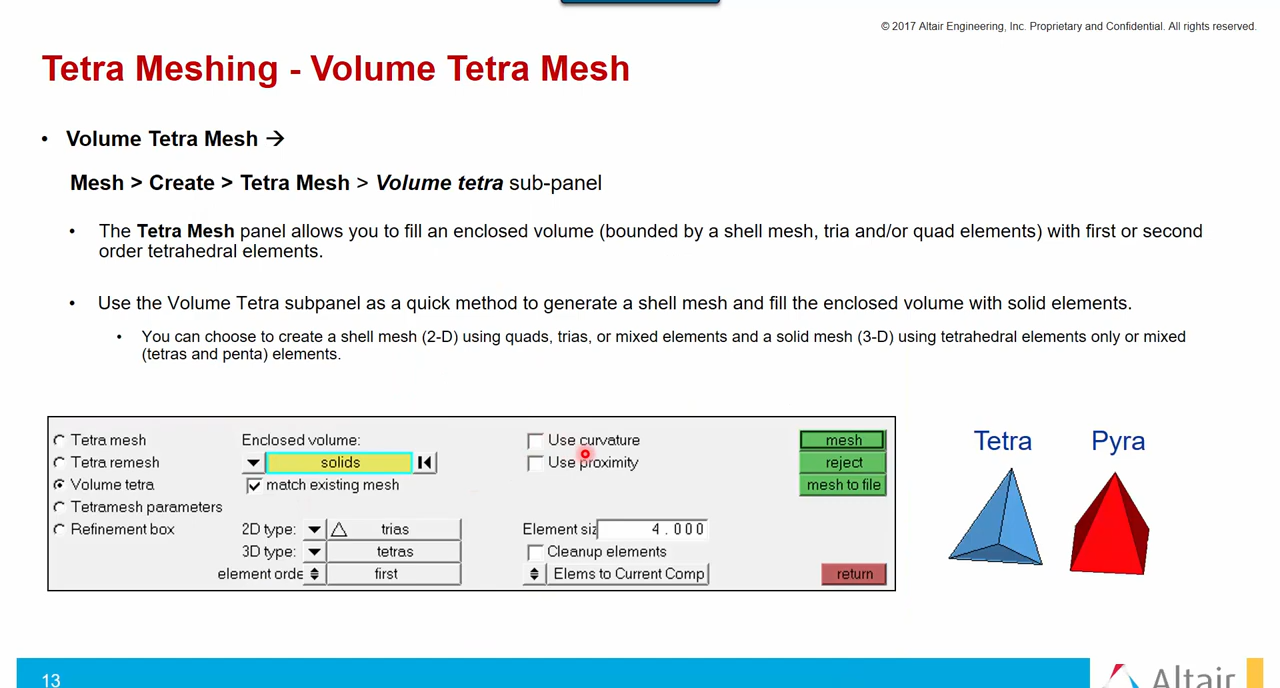 © 2017 Altair Engineering, Inc. Proprietary and Confidential. All rights reserved.
Tetra Meshing - Volume Tetra Mesh
• Volume Tetra Mesh →
Mesh > Create > Tetra Mesh > Volume tetra sub-panel
• The Tetra Mesh panel allows you to fill an enclosed volume (bounded by a shell mesh, tria and/or quad elements) with first or second
order tetrahedral elements.
• Use the Volume Tetra subpanel as a quick method to generate a shell mesh and fill the enclosed volume with solid elements.
• You can choose to create a shell mesh (2-D) using quads, trias, or mixed elements and a solid mesh (3-D) using tetrahedral elements only or mixed
(tetras and penta) elements.
Tetra mesh
Tetra remesh
Volume tetra
Tetramesh parameters
Refinement box
Enclosed volume:
solids
match existing mesh
2D type: trias
3D type: tetras
element orde first
Use curvature
Use proximity
Element siz 4.000
Cleanup elements
Elems to Current Comp
mesh
reject
mesh to file
return
Tetra
Pyra
13
Altair